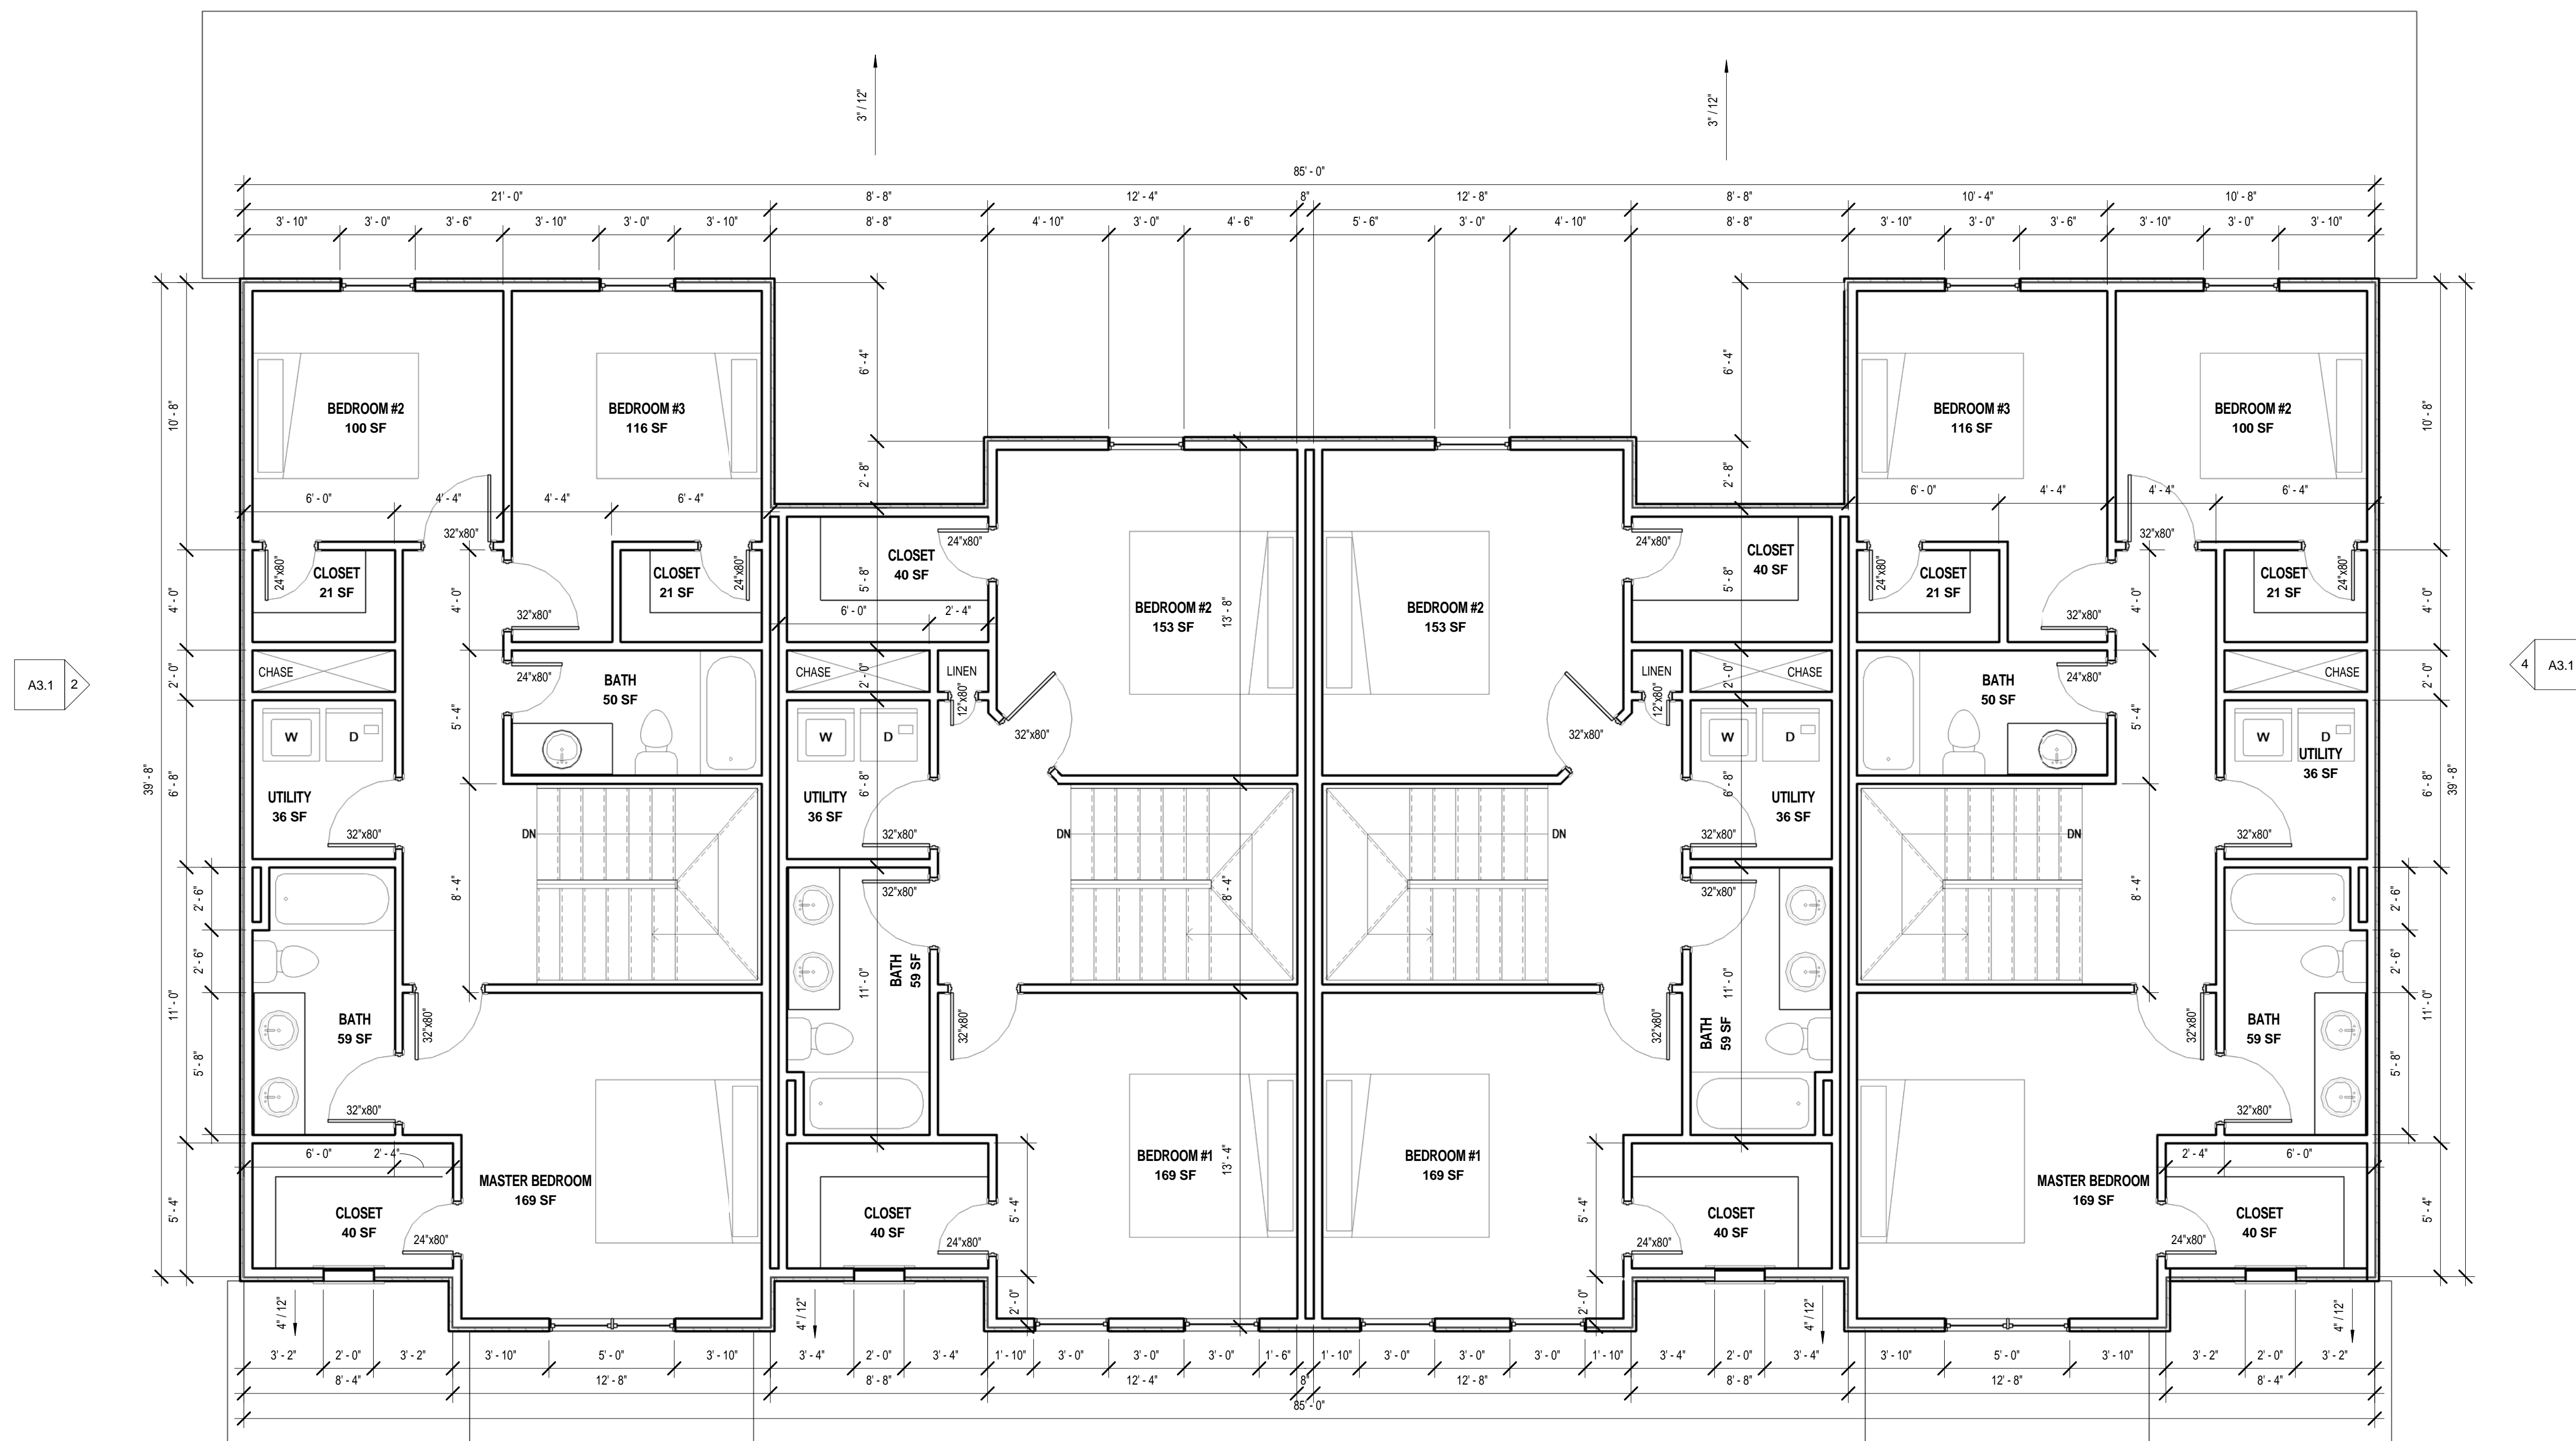 3" / 12"
3" / 12"
85' - 0"
21' - 0"
8' - 8"
12' - 4"
8"
12' - 8"
8' - 8"
10' - 4"
10' - 8"
3' - 10"
3' - 0"
3' - 6"
3' - 10"
3' - 0"
3' - 10"
8' - 8"
4' - 10"
3' - 0"
4' - 6"
5' - 6"
3' - 0"
4' - 10"
8' - 8"
3' - 10"
3' - 0"
3' - 6"
3' - 10"
3' - 0"
3' - 10"
6' - 4"
6' - 4"
10' - 8"
BEDROOM #2
100 SF
BEDROOM #3
116 SF
BEDROOM #3
116 SF
BEDROOM #2
100 SF
10' - 8"
2' - 8"
2' - 8"
6' - 0"
4' - 4"
4' - 4"
6' - 4"
6' - 0"
4' - 4"
4' - 4"
6' - 4"
32"x80"
24"x80"
32"x80"
24"x80"
24"x80"
CLOSET
21 SF
24"x80"
CLOSET
21 SF
24"x80"
CLOSET
40 SF
CLOSET
40 SF
24"x80"
CLOSET
21 SF
CLOSET
21 SF
24"x80"
4' - 0"
4' - 0"
5' - 8"
5' - 8"
4' - 0"
4' - 0"
32"x80"
6' - 0"
2' - 4"
BEDROOM #2
153 SF
13' - 8"
BEDROOM #2
153 SF
32"x80"
A3.1
2
2' - 0"
CHASE
24"x80"
BATH
50 SF
CHASE
2' - 0"
LINEN
12"x80"
LINEN
12"x80"
2' - 0"
CHASE
BATH
50 SF
24"x80"
CHASE
2' - 0"
4
A3.1
39' - 8"
6' - 8"
W
D
5' - 4"
W
D
32"x80"
32"x80"
W
D
5' - 4"
W
D
UTILITY
36 SF
6' - 8"
39' - 8"
UTILITY
36 SF
UTILITY
36 SF
6' - 8"
6' - 8"
UTILITY
36 SF
32"x80"
DN
32"x80"
DN
DN
32"x80"
DN
32"x80"
2' - 6"
8' - 4"
32"x80"
8' - 4"
32"x80"
8' - 4"
2' - 6"
2' - 6"
11' - 0"
BATH
59 SF
11' - 0"
2' - 6"
11' - 0"
5' - 8"
BATH
59 SF
32"x80"
32"x80"
32"x80"
BATH
59 SF
32"x80"
BATH
59 SF
11' - 0"
5' - 8"
32"x80"
32"x80"
6' - 0"
2' - 4"
MASTER BEDROOM
169 SF
BEDROOM #1
169 SF
13' - 4"
BEDROOM #1
169 SF
MASTER BEDROOM
169 SF
2' - 4"
6' - 0"
5' - 4"
CLOSET
40 SF
24"x80"
CLOSET
40 SF
24"x80"
5' - 4"
5' - 4"
CLOSET
40 SF
24"x80"
CLOSET
40 SF
24"x80"
5' - 4"
4" / 12"
4" / 12"
2' - 0"
2' - 0"
4" / 12"
4" / 12"
3' - 2"
2' - 0"
3' - 2"
3' - 10"
5' - 0"
3' - 10"
3' - 4"
2' - 0"
3' - 4"
1' - 10"
3' - 0"
3' - 0"
3' - 0"
1' - 6"
1' - 10"
3' - 0"
3' - 0"
3' - 0"
1' - 10"
3' - 4"
2' - 0"
3' - 4"
3' - 10"
5' - 0"
3' - 10"
3' - 2"
2' - 0"
3' - 2"
8' - 4"
12' - 8"
8' - 8"
12' - 4"
8"
12' - 8"
8' - 8"
12' - 8"
8' - 4"
85' - 0"